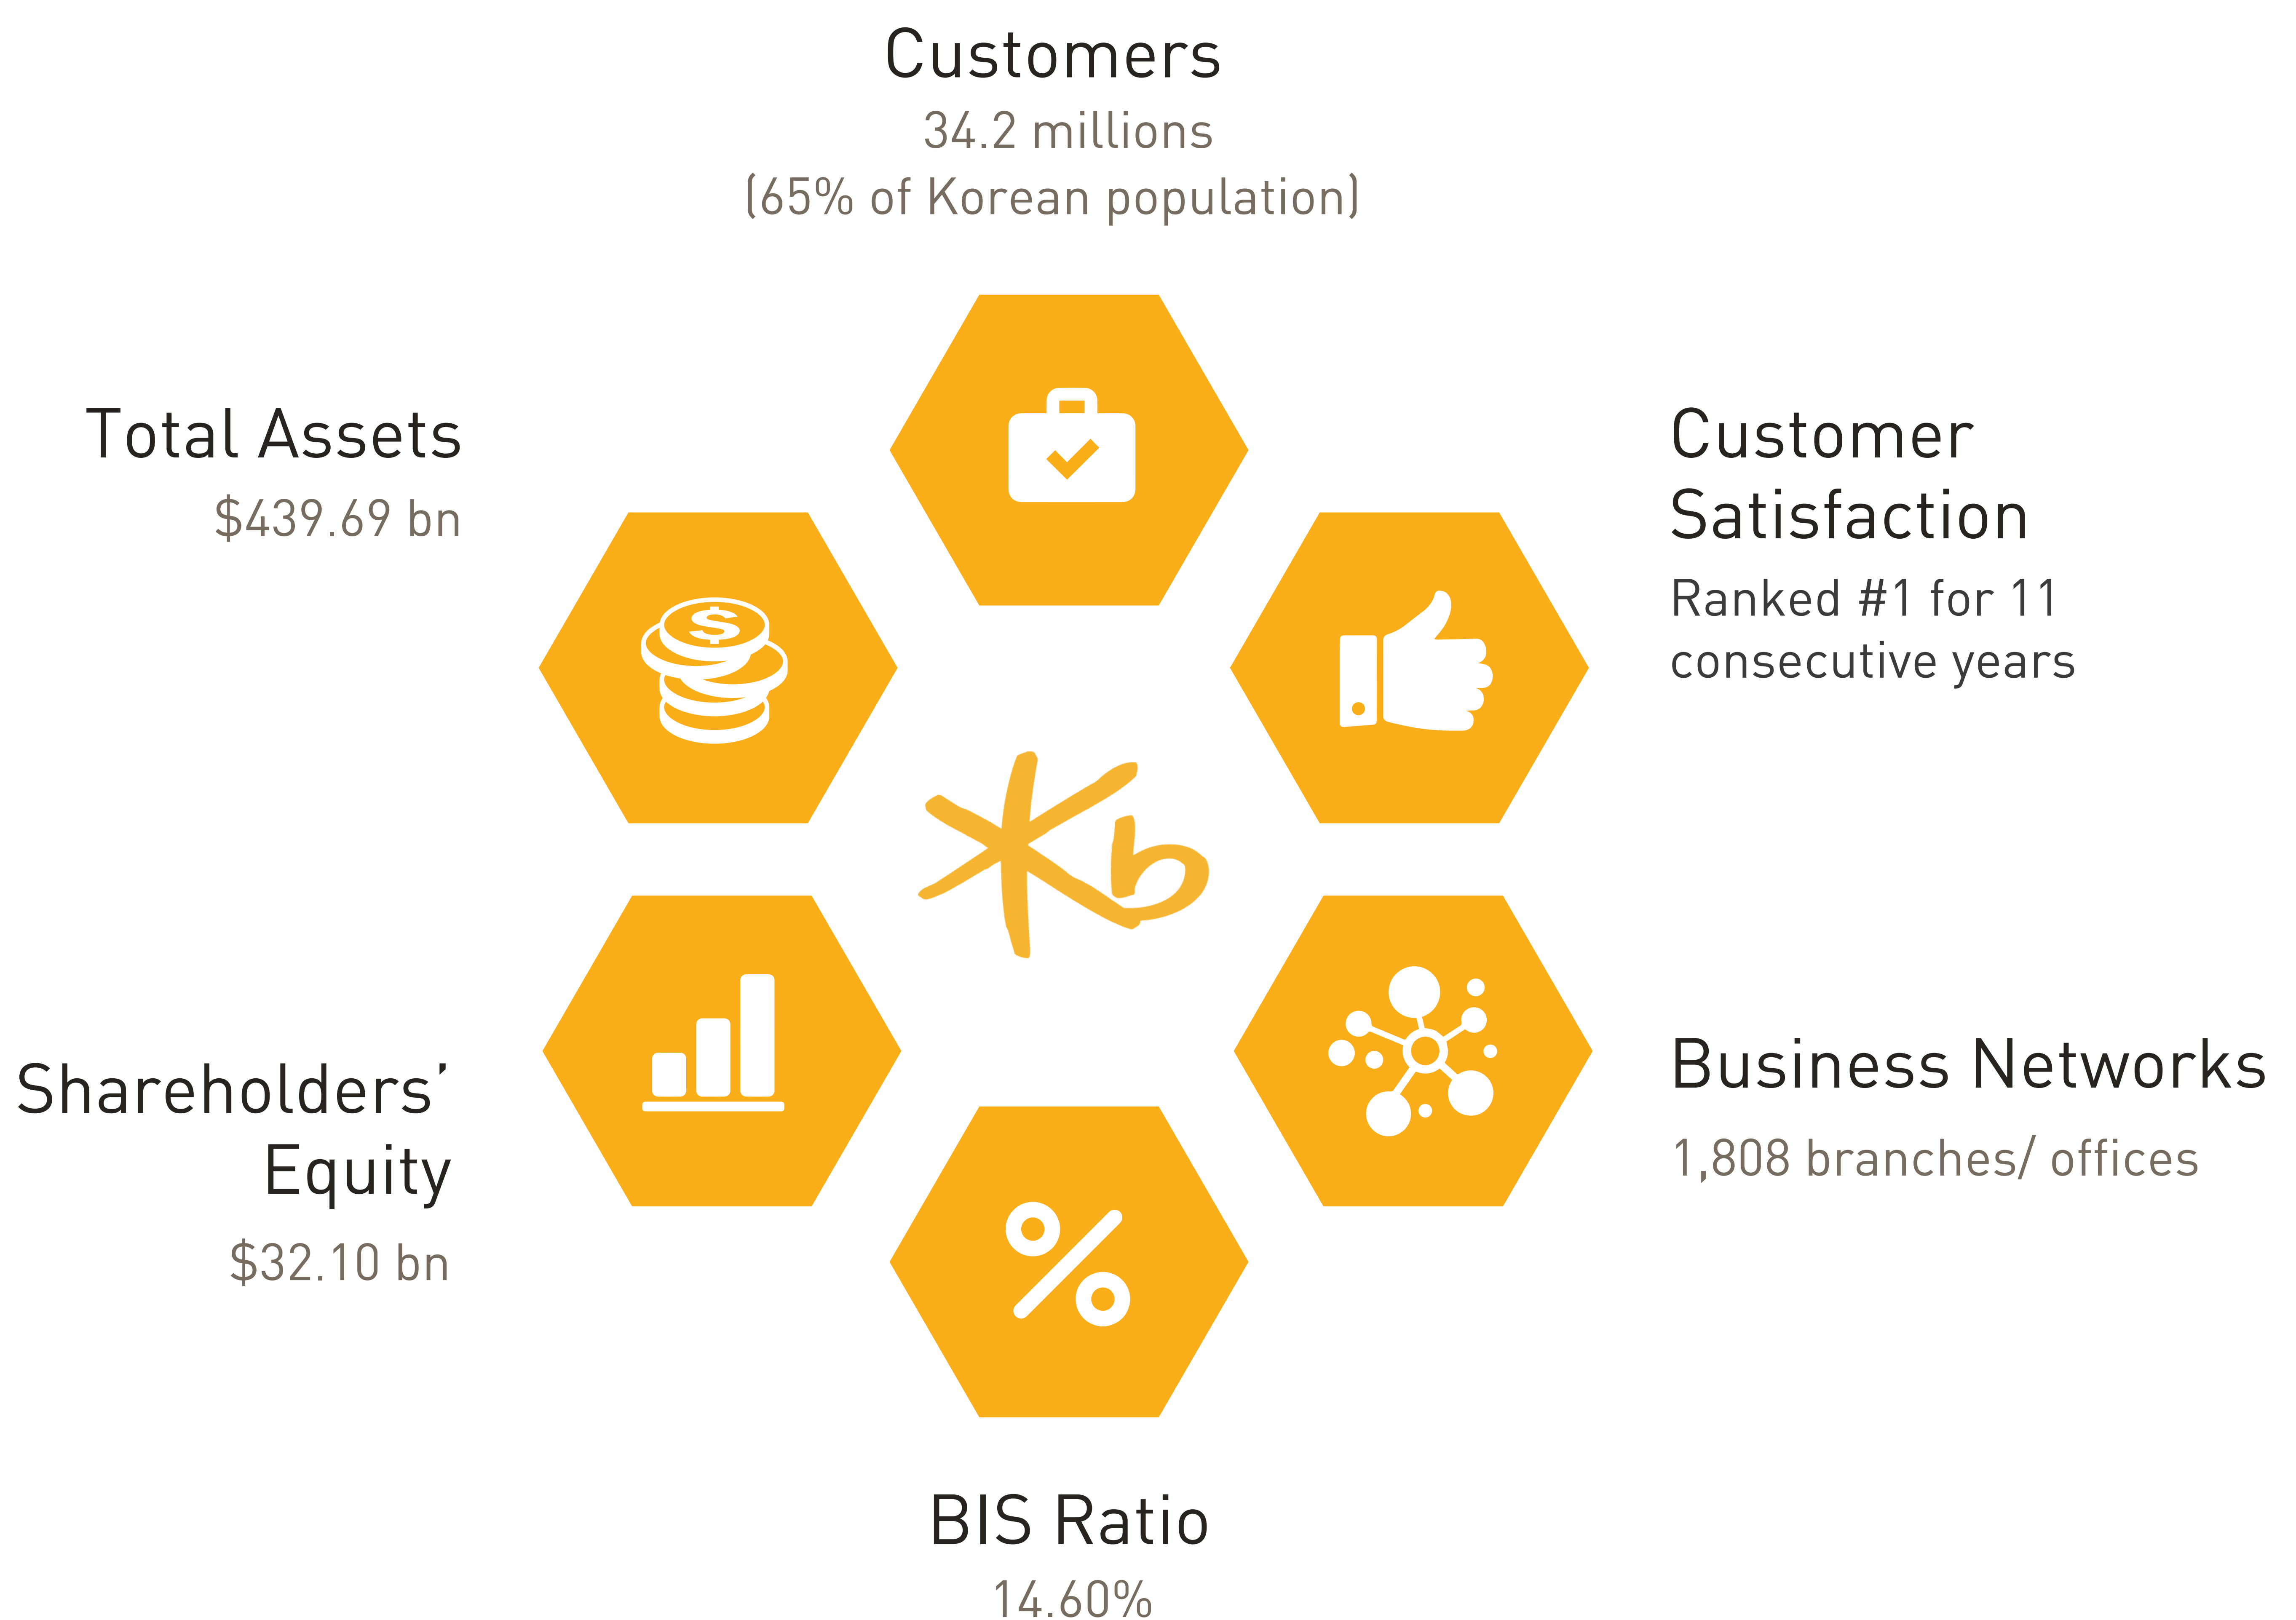 Customers
34.2 millions
(65% of Korean population)
Total Assets
$439.69 bn
Customer
Satisfaction
Ranked #1 for 11
consecutive years
$
Kb
Shareholders’
Equity
$32.10 bn
Business Networks
1,808 branches/ offices
%
BIS Ratio
14.60%